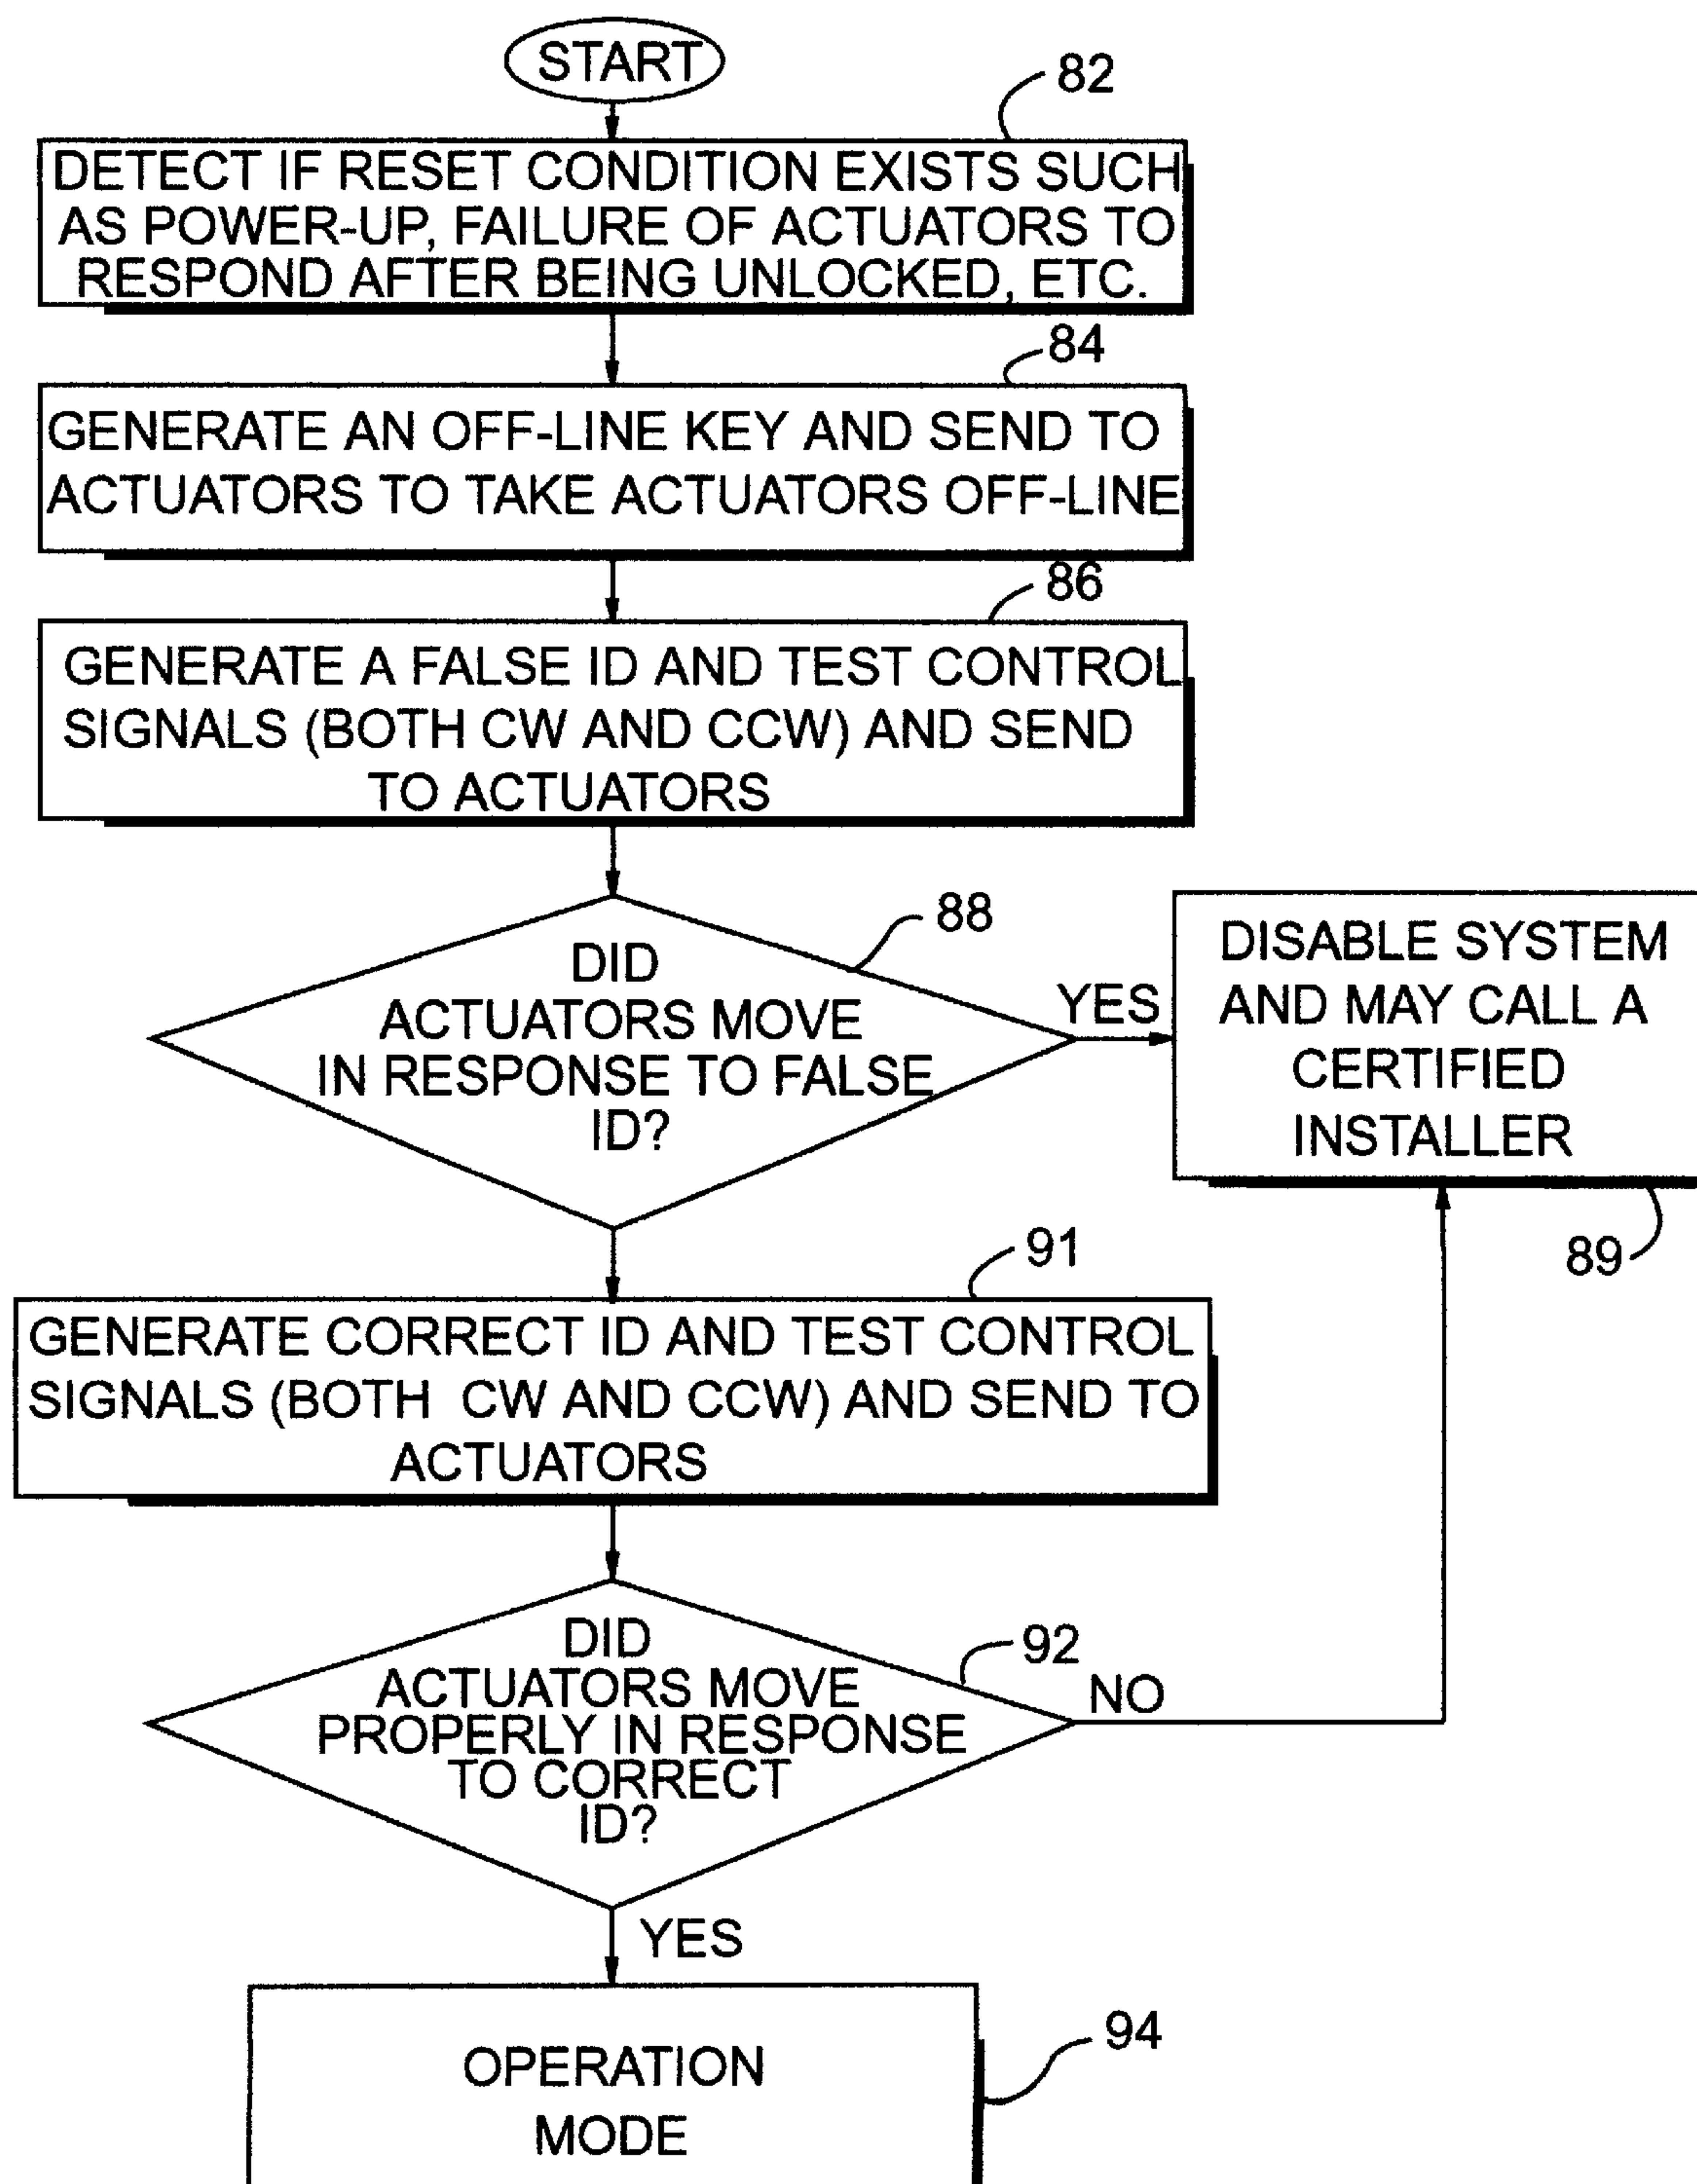 START
82
DETECT IF RESET CONDITION EXISTS SUCH
AS POWER-UP, FAILURE OF ACTUATORS TO
RESPOND AFTER BEING UNLOCKED, ETC.
84
GENERATE AN OFF-LINE KEY AND SEND TO
ACTUATORS TO TAKE ACTUATORS OFF-LINE
86
GENERATE A FALSE ID AND TEST CONTROL
SIGNALS (BOTH CW AND CCW) AND SEND
TO ACTUATORS
88
DID
ACTUATORS MOVE
IN RESPONSE TO FALSE
ID?
YES
DISABLE SYSTEM
AND MAY CALL A
CERTIFIED
INSTALLER
89
91
GENERATE CORRECT ID AND TEST CONTROL
SIGNALS (BOTH CW AND CCW) AND SEND TO
ACTUATORS
92
DID
ACTUATORS MOVE
PROPERLY IN RESPONSE
TO CORRECT
ID?
NO
YES
94
OPERATION
MODE